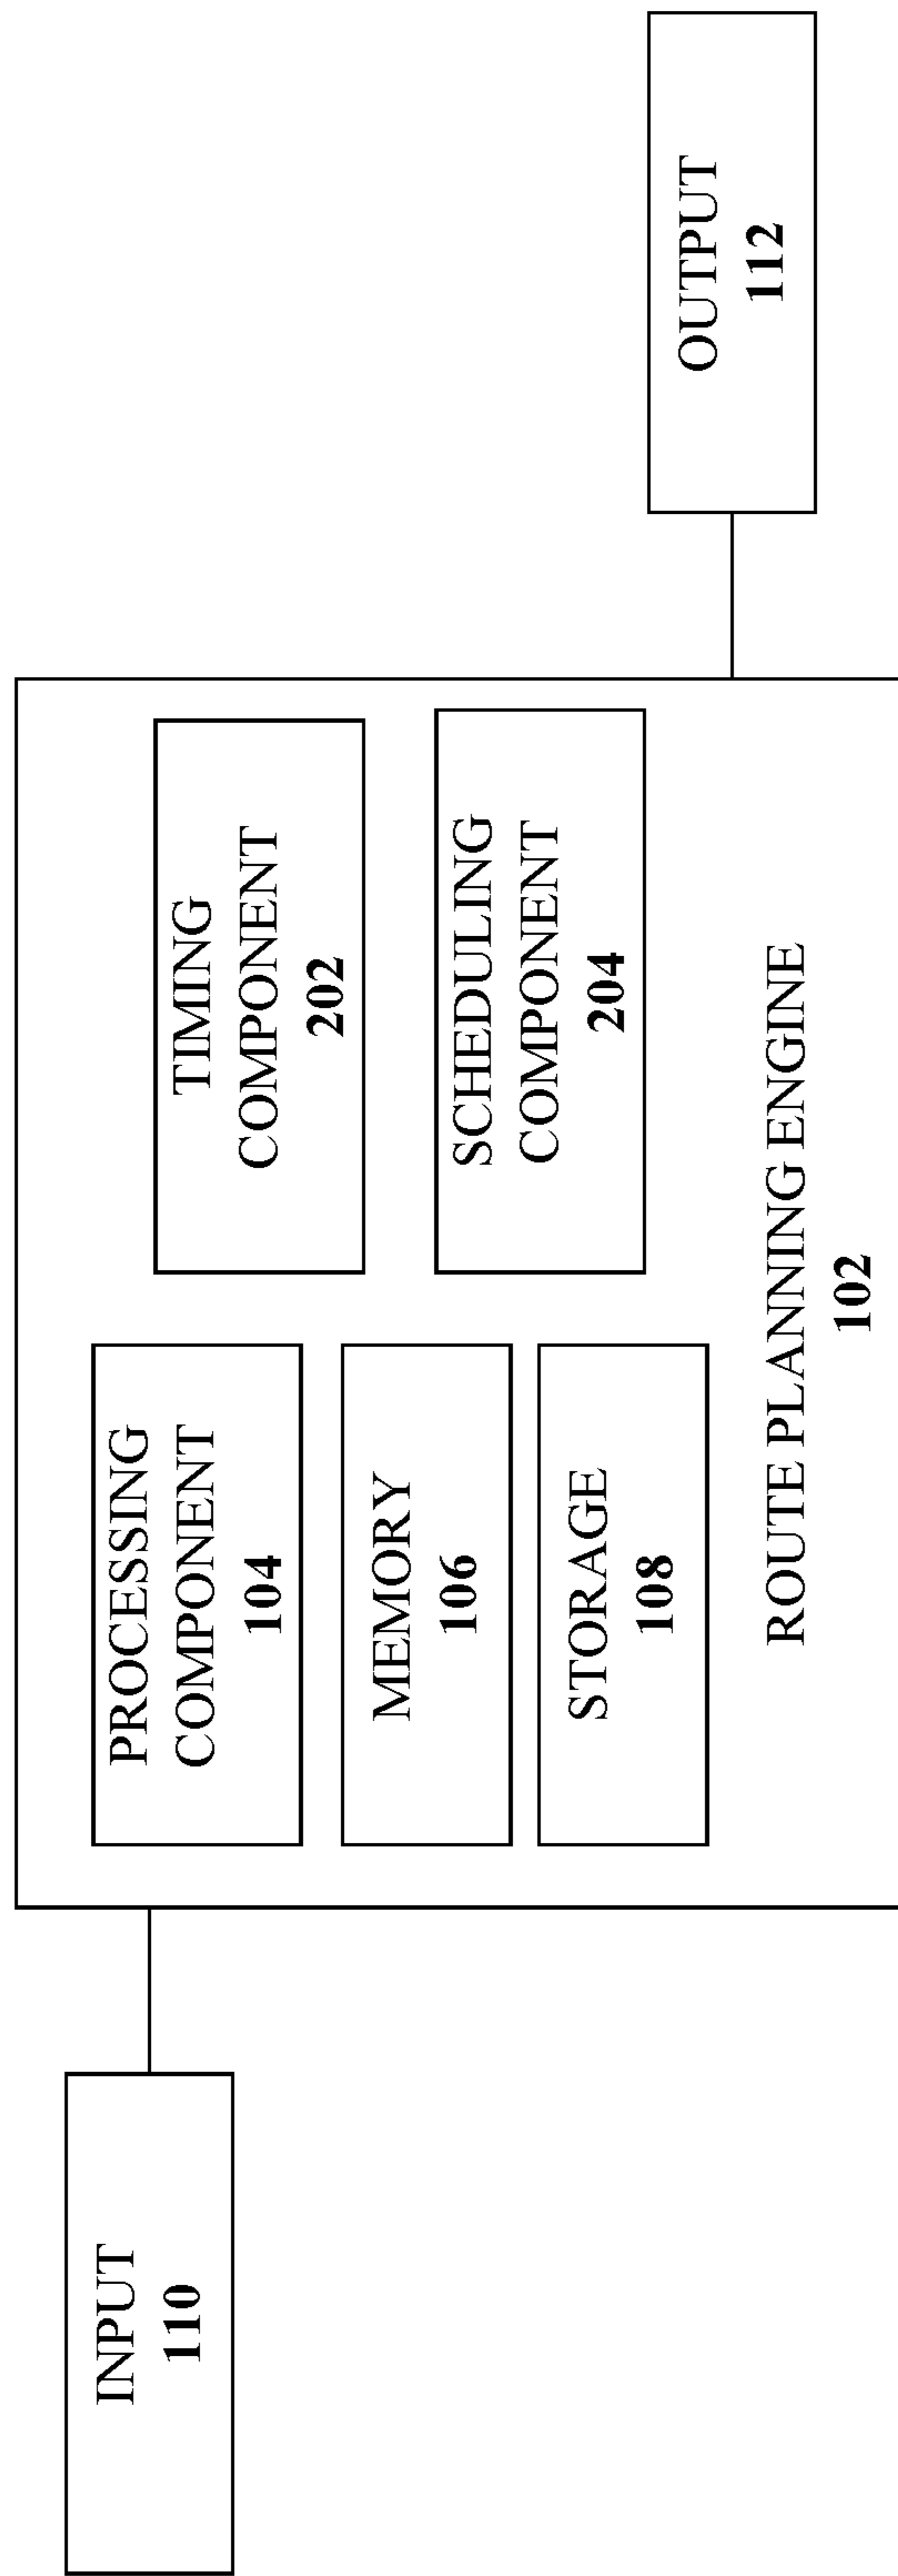 INPUT
110
PROCESSING
COMPONENT
104
MEMORY
106
STORAGE
108
TIMING
COMPONENT
202
SCHEDULING
COMPONENT
204
ROUTE PLANNING ENGINE
102
OUTPUT
112